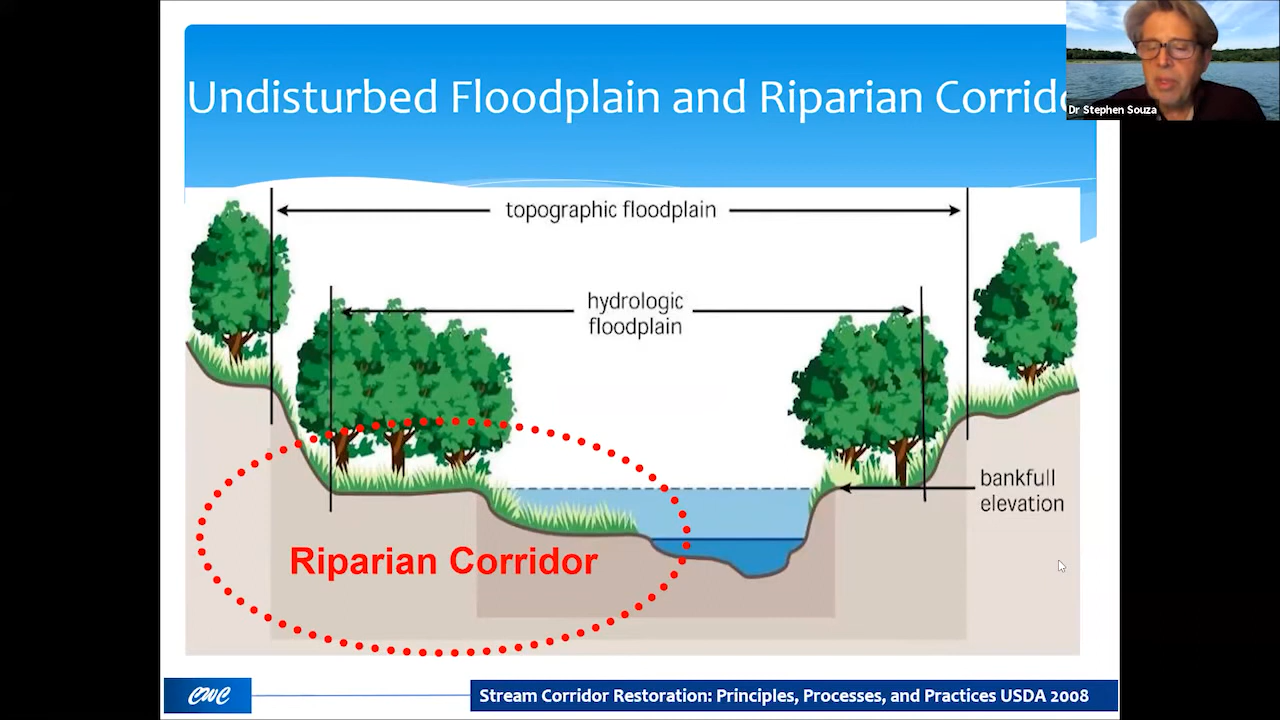 Undisturbed Floodplain and Riparian Corrido
Dr Stephen Souza
topographic floodplain
hydrologic
floodplain
bankfull
elevation
Riparian Corridor
CWC
Stream Corridor Restoration: Principles, Processes, and Practices USDA 2008